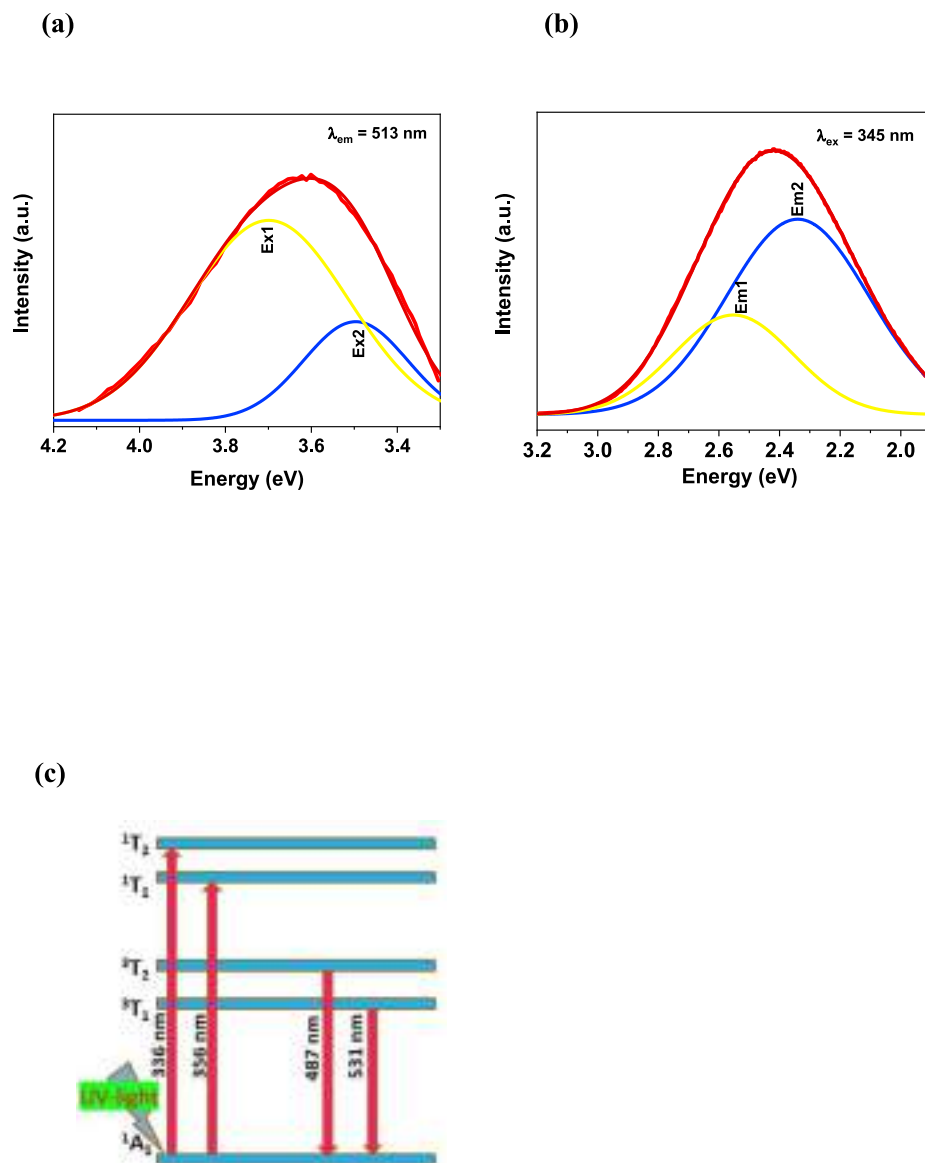 (a)
(b)
λem = 513 nm
Ex1
Ex2
Intensity (a.u.)
4.2 4.0 3.8 3.6 3.4
Energy (eV)
λex = 345 nm
Em2
Em1
Intensity (a.u.)
3.2 3.0 2.8 2.6 2.4 2.2 2.0
Energy (eV)
(c)
¹T₂
¹T₁
³T₂
³T₁
336 nm
356 nm
487 nm
531 nm
UV-light
¹A₁